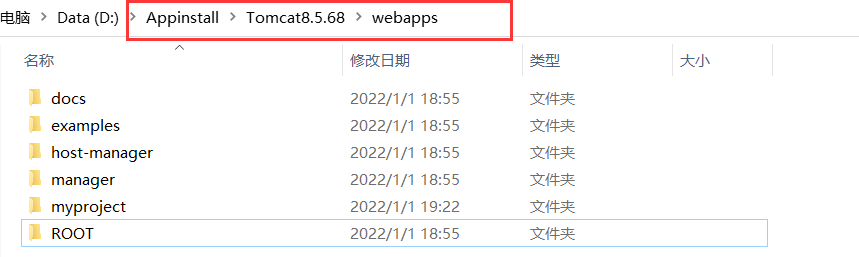 电脑 > Data (D:) > Appinstall > Tomcat8.5.68 > webapps
名称 修改日期 类型 大小
docs 2022/1/1 18:55 文件夹
examples 2022/1/1 18:55 文件夹
host-manager 2022/1/1 18:55 文件夹
manager 2022/1/1 18:55 文件夹
myproject 2022/1/1 19:22 文件夹
ROOT 2022/1/1 18:55 文件夹